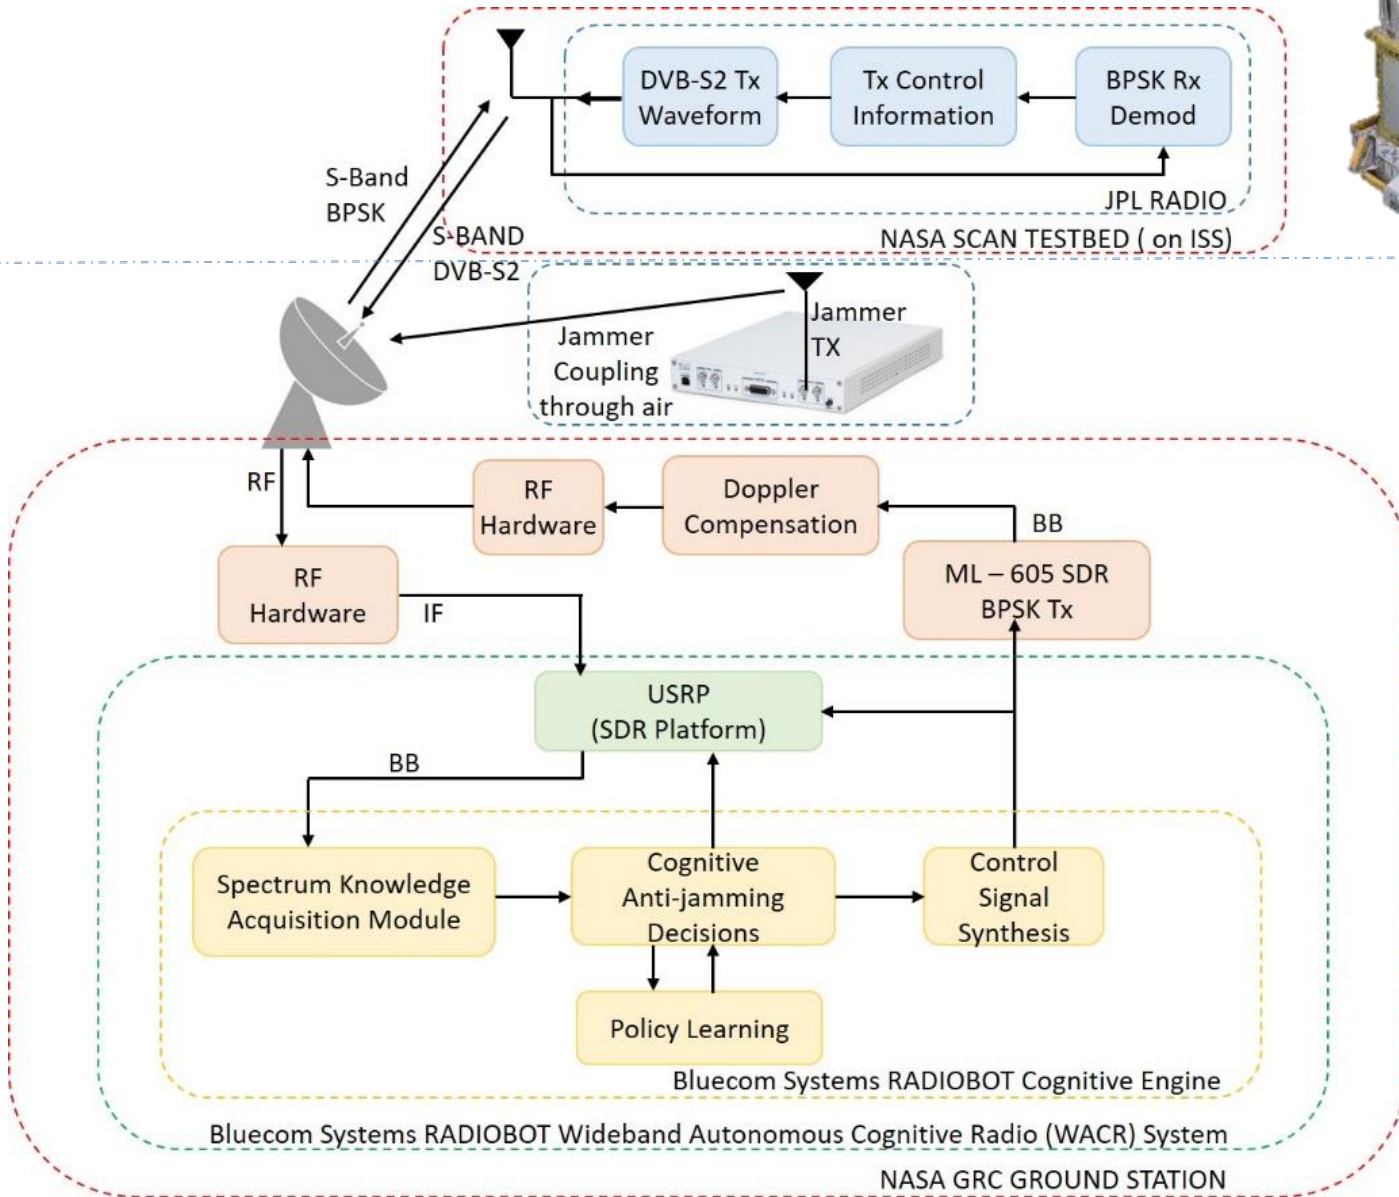 DVB-S2 Tx
Waveform
Tx Control
Information
BPSK Rx
Demod
JPL RADIO
NASA SCAN TESTBED ( on ISS)
S-Band
BPSK
S-BAND
DVB-S2
Jammer
TX
Jammer
Coupling
through air
RF
RF
Hardware
Doppler
Compensation
BB
ML – 605 SDR
BPSK Tx
RF
Hardware
IF
USRP
(SDR Platform)
BB
Spectrum Knowledge
Acquisition Module
Cognitive
Anti-jamming
Decisions
Control
Signal
Synthesis
Policy Learning
Bluecom Systems RADIOBOT Cognitive Engine
Bluecom Systems RADIOBOT Wideband Autonomous Cognitive Radio (WACR) System
NASA GRC GROUND STATION